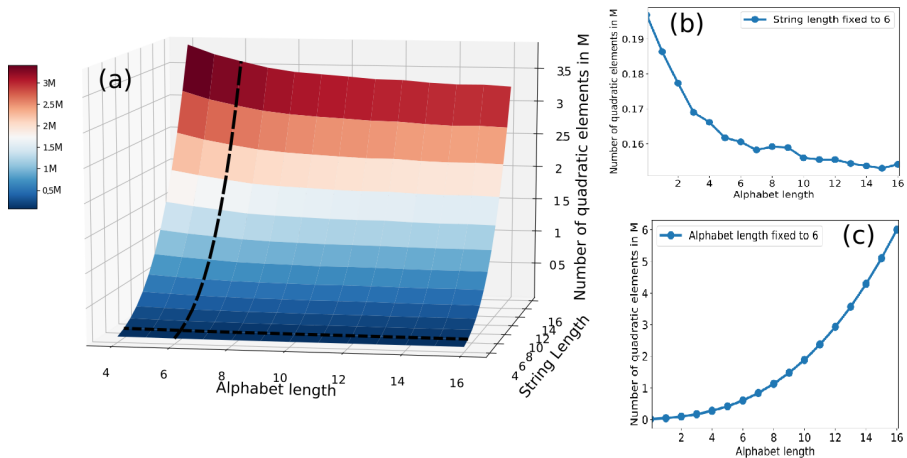 (a)
3M
2.5M
2M
1.5M
1M
0,5M
35
3
25
2
15
1
05
Number of quadratic elements in M
16
14
12
10
8
6
4
String Length
4
6
8
10
12
14
16
Alphabet length
(b)
String length fixed to 6
0.19
0.18
0.17
0.16
Number of quadratic elements in M
2
4
6
8
10
12
14
16
Alphabet length
(c)
Alphabet length fixed to 6
6
5
4
3
2
1
0
Number of quadratic elements in M
2
4
6
8
10
12
14
16
Alphabet length